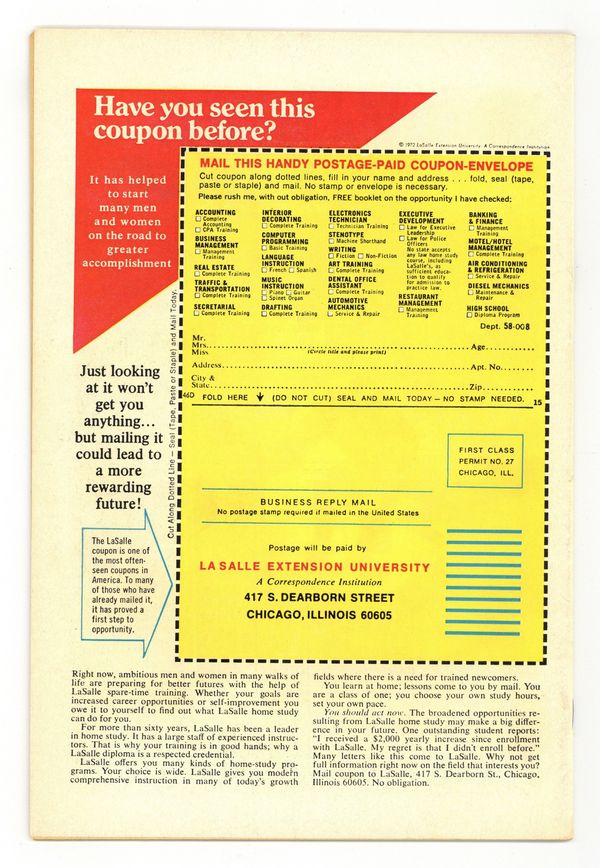 Have you seen this
coupon before?
It has helped
to start
many men
and women
on the road to
greater
accomplishment
Just looking
at it won't
get you
anything...
but mailing it
could lead to
a more
rewarding
future!
The LaSalle
coupon is one of
the most often-
seen coupons in
America. To many
of those who have
already mailed it,
it has proved a
first step to
opportunity.
Cut Along Dotted Line — Seal (Tape, Paste or Staple) and Mail Today.
© 1972 LaSalle Extension University. A Correspondence Institution
MAIL THIS HANDY POSTAGE-PAID COUPON-ENVELOPE
Cut coupon along dotted lines, fill in your name and address . . . fold, seal (tape,
paste or staple) and mail. No stamp or envelope is necessary.
Please rush me, with out obligation, FREE booklet on the opportunity I have checked:
ACCOUNTING
Complete
Accounting
CPA Training
BUSINESS
MANAGEMENT
Management
Training
REAL ESTATE
Complete Training
TRAFFIC &
TRANSPORTATION
Complete Training
SECRETARIAL
Complete Training
INTERIOR
DECORATING
Complete Training
COMPUTER
PROGRAMMING
Basic Training
LANGUAGE
INSTRUCTION
French Spanish
MUSIC
INSTRUCTION
Piano Guitar
Spinet Organ
DRAFTING
Complete Training
ELECTRONICS
TECHNICIAN
Technician Training
STENOTYPE
Machine Shorthand
WRITING
Fiction Non-Fiction
ART TRAINING
Complete Training
DENTAL OFFICE
ASSISTANT
Complete Training
AUTOMOTIVE
MECHANICS
Service & Repair
EXECUTIVE
DEVELOPMENT
Law for Executive
Leadership
Law for Police
Officers
No state accepts
any law home study
course, including
LaSalle's, as
sufficient educa-
tion to qualify
for admission to
practice law.
RESTAURANT
MANAGEMENT
Management
Training
BANKING
& FINANCE
Management
Training
MOTEL/HOTEL
MANAGEMENT
Complete Training
AIR CONDITIONING
& REFRIGERATION
Service & Repair
DIESEL MECHANICS
Maintenance &
Repair
HIGH SCHOOL
Diploma Program
Dept. 58-008
Mr.
Mrs. Age
Miss (Circle title and please print)
Address Apt. No.
City &
State Zip
46D FOLD HERE (DO NOT CUT) SEAL AND MAIL TODAY — NO STAMP NEEDED. 15
FIRST CLASS
PERMIT NO. 27
CHICAGO, ILL.
BUSINESS REPLY MAIL
No postage stamp required if mailed in the United States
Postage will be paid by
LA SALLE EXTENSION UNIVERSITY
A Correspondence Institution
417 S. DEARBORN STREET
CHICAGO, ILLINOIS 60605
Right now, ambitious men and women in many walks of
life are preparing for better futures with the help of
LaSalle spare-time training. Whether your goals are
increased career opportunities or self-improvement you
owe it to yourself to find out what LaSalle home study
can do for you.
For more than sixty years, LaSalle has been a leader
in home study. It has a large staff of experienced instruc-
tors. That is why your training is in good hands; why a
LaSalle diploma is a respected credential.
LaSalle offers you many kinds of home-study pro-
grams. Your choice is wide. LaSalle gives you modern
comprehensive instruction in many of today's growth
fields where there is a need for trained newcomers.
You learn at home; lessons come to you by mail. You
are a class of one; you choose your own study hours,
set your own pace.
You should act now. The broadened opportunities re-
sulting from LaSalle home study may make a big differ-
ence in your future. One outstanding student reports:
"I received a $2,000 yearly increase since enrollment
with LaSalle. My regret is that I didn't enroll before."
Many letters like this come to LaSalle. Why not get
full information right now on the field that interests you?
Mail coupon to LaSalle, 417 S. Dearborn St., Chicago,
Illinois 60605. No obligation.